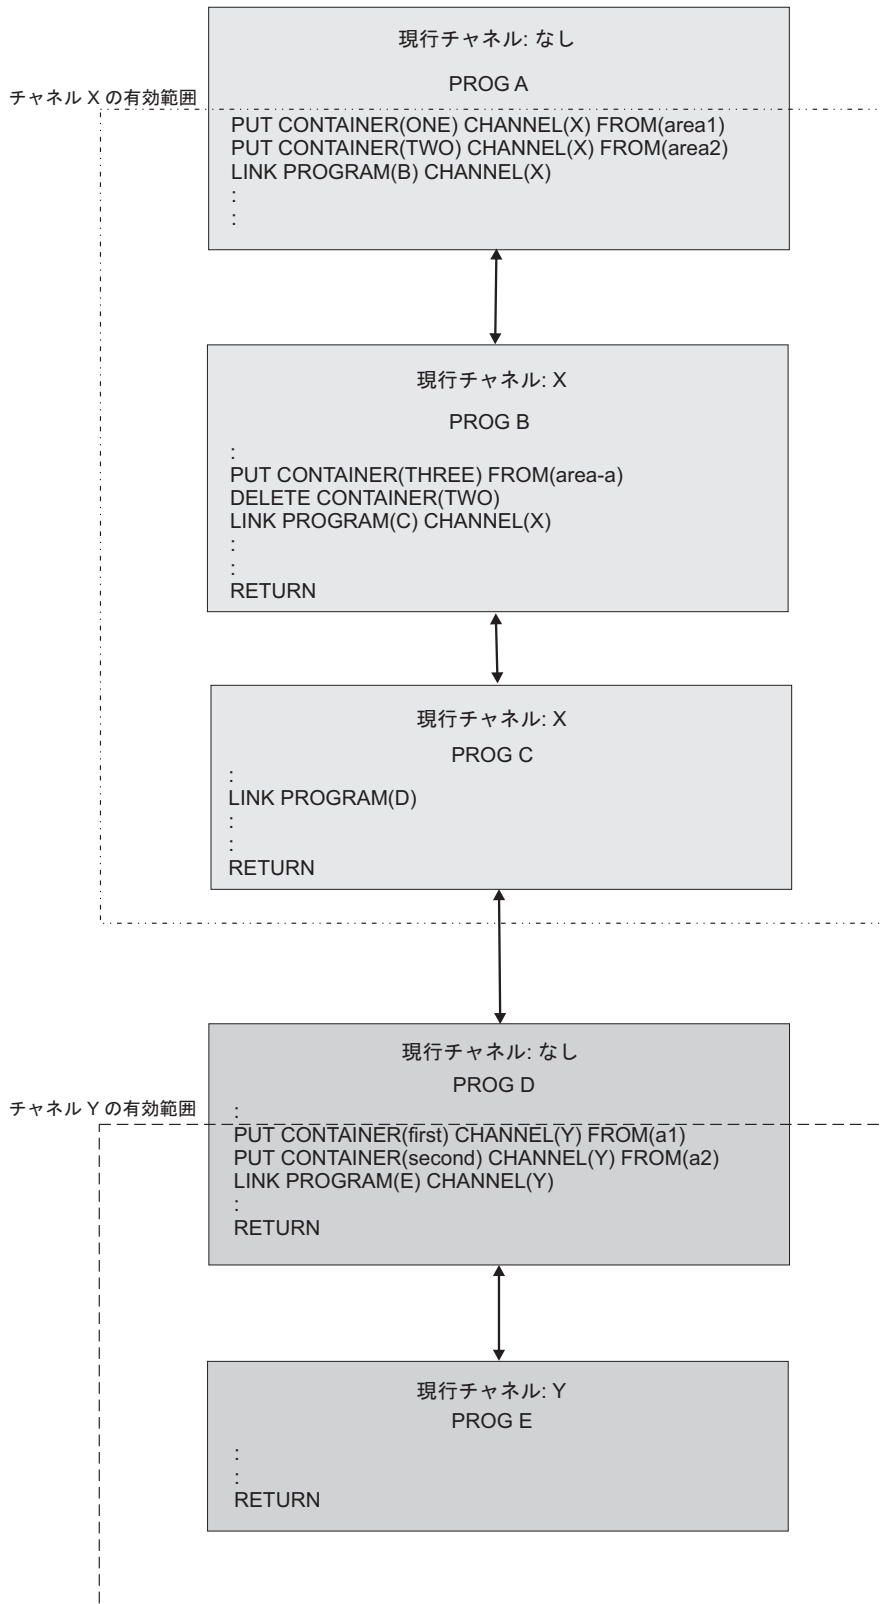 現行チャネル: なし
PROG A
チャネル X の有効範囲
PUT CONTAINER(ONE) CHANNEL(X) FROM(area1)
PUT CONTAINER(TWO) CHANNEL(X) FROM(area2)
LINK PROGRAM(B) CHANNEL(X)
:
:
現行チャネル: X
PROG B
:
PUT CONTAINER(THREE) FROM(area-a)
DELETE CONTAINER(TWO)
LINK PROGRAM(C) CHANNEL(X)
:
:
RETURN
現行チャネル: X
PROG C
:
LINK PROGRAM(D)
:
:
RETURN
現行チャネル: なし
PROG D
チャネル Y の有効範囲
:
PUT CONTAINER(first) CHANNEL(Y) FROM(a1)
PUT CONTAINER(second) CHANNEL(Y) FROM(a2)
LINK PROGRAM(E) CHANNEL(Y)
:
RETURN
現行チャネル: Y
PROG E
:
:
RETURN